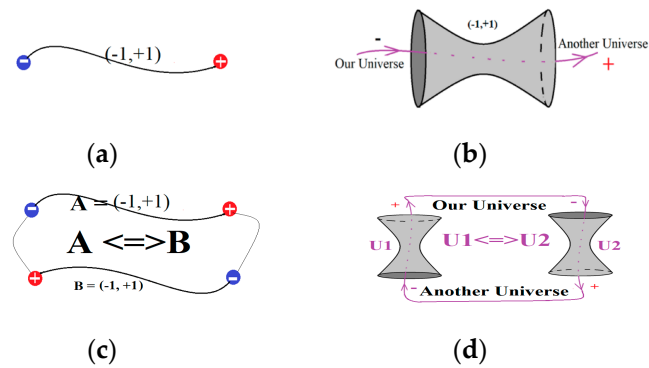 (-1,+1)
-
+
(a)
(-1,+1)
-
Our Universe
Another Universe
+
(b)
-
A = (-1,+1)
+
A <=> B
+
B = (-1, +1)
-
(c)
+
Our Universe
-
U1
U1<=>U2
U2
-
Another Universe
+
(d)